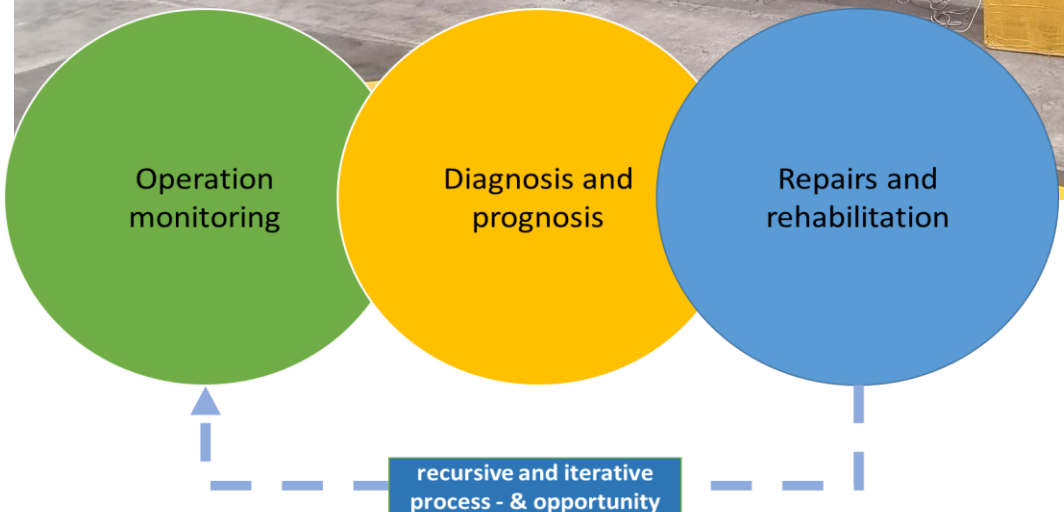 Operation
monitoring
Diagnosis and
prognosis
Repairs and
rehabilitation
recursive and iterative
process - & opportunity